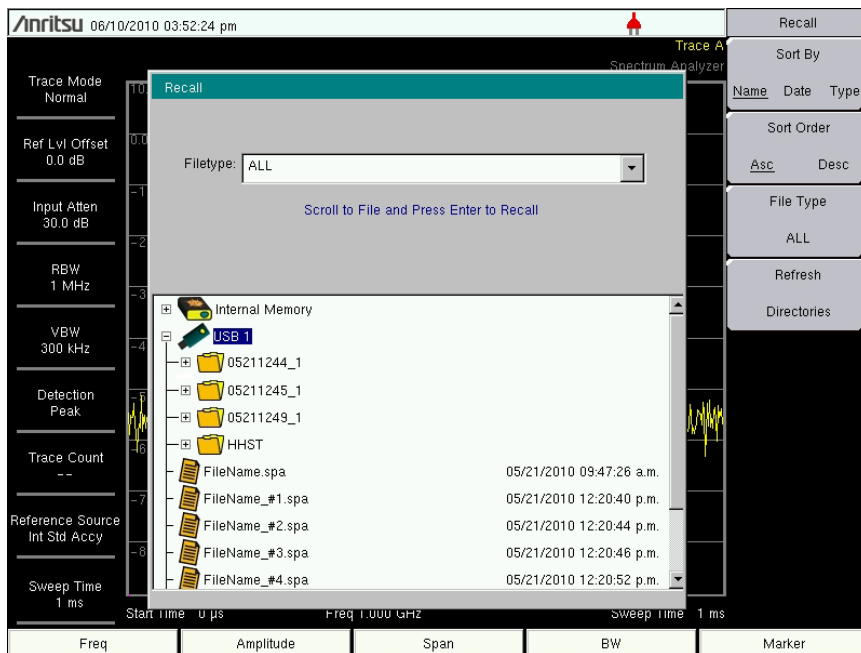 /Inritsu 06/10/2010 03:52:24 pm
Trace A
Spectrum Analyzer
Trace Mode
Normal
Ref Lvl Offset
0.0 dB
Input Atten
30.0 dB
RBW
1 MHz
VBW
300 kHz
Detection
Peak
Trace Count
--
Reference Source
Int Std Accy
Sweep Time
1 ms
Recall
Filetype: ALL
Scroll to File and Press Enter to Recall
Internal Memory
USB 1
05211244_1
05211245_1
05211249_1
HHST
FileName.spa 05/21/2010 09:47:26 a.m.
FileName_#1.spa 05/21/2010 12:20:40 p.m.
FileName_#2.spa 05/21/2010 12:20:44 p.m.
FileName_#3.spa 05/21/2010 12:20:46 p.m.
FileName_#4.spa 05/21/2010 12:20:52 p.m.
Start Time 0 µs Freq 1.000 GHz Sweep Time 1 ms
Recall
Sort By
Name Date Type
Sort Order
Asc Desc
File Type
ALL
Refresh
Directories
Freq Amplitude Span BW Marker